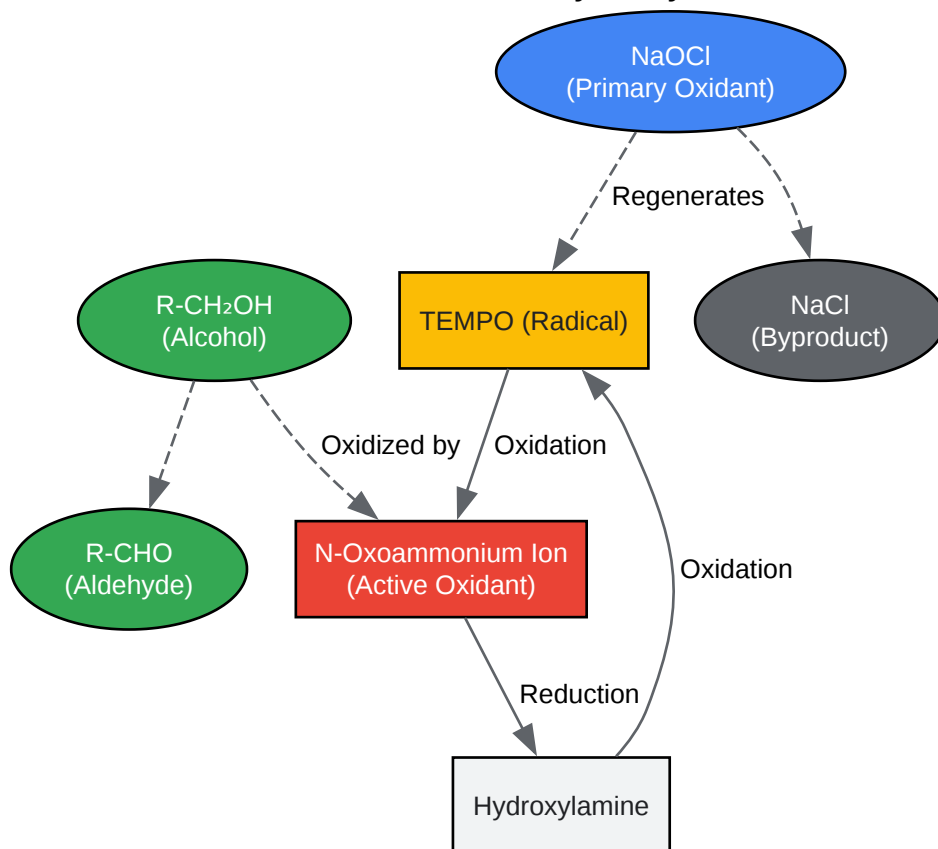 NaOCl
(Primary Oxidant)
Regenerates
R-CH₂OH
(Alcohol)
TEMPO (Radical)
NaCl
(Byproduct)
Oxidized by
Oxidation
R-CHO
(Aldehyde)
N-Oxoammonium Ion
(Active Oxidant)
Oxidation
Reduction
Hydroxylamine